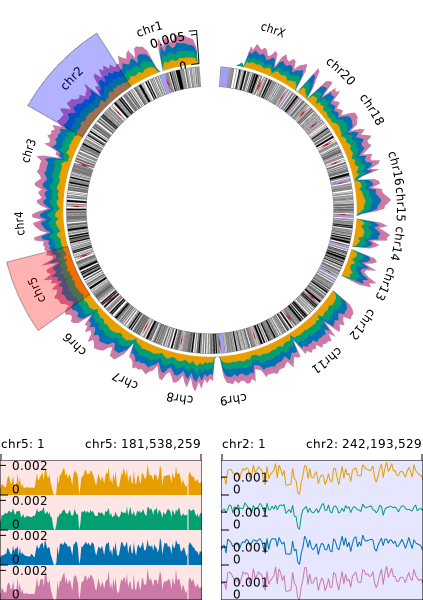 chr1
0.005
0
chrX
chr2
chr20
chr18
chr3
chr16
chr15
chr4
chr14
chr5
chr13
chr6
chr12
chr7
chr11
chr8
chr9
chr5: 1 chr5: 181,538,259
chr2: 1 chr2: 242,193,529
0.002
0
0.002
0
0.002
0
0.002
0
0.001
0
0.001
0
0.001
0
0.001
0